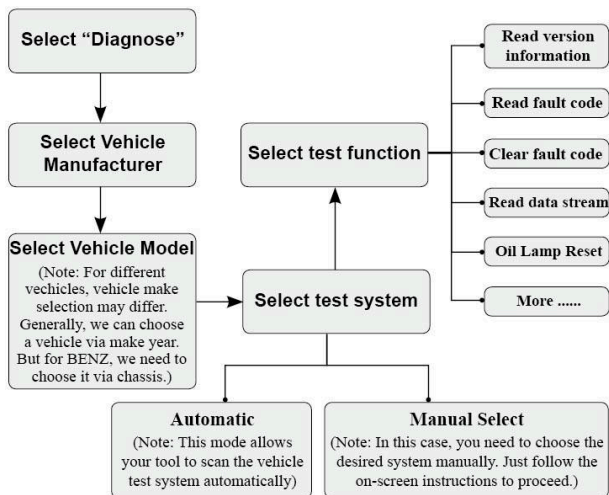 Select “Diagnose”
Select Vehicle
Manufacturer
Select Vehicle Model
(Note: For different
vechicles, vehicle make
selection may differ.
Generally, we can choose
a vehicle via make year.
But for BENZ, we need to
choose it via chassis.)
Select test system
Automatic
(Note: This mode allows
your tool to scan the vehicle
test system automatically)
Manual Select
(Note: In this case, you need to choose the
desired system manually. Just follow the
on-screen instructions to proceed.)
Select test function
Read version
information
Read fault code
Clear fault code
Read data stream
Oil Lamp Reset
More ......